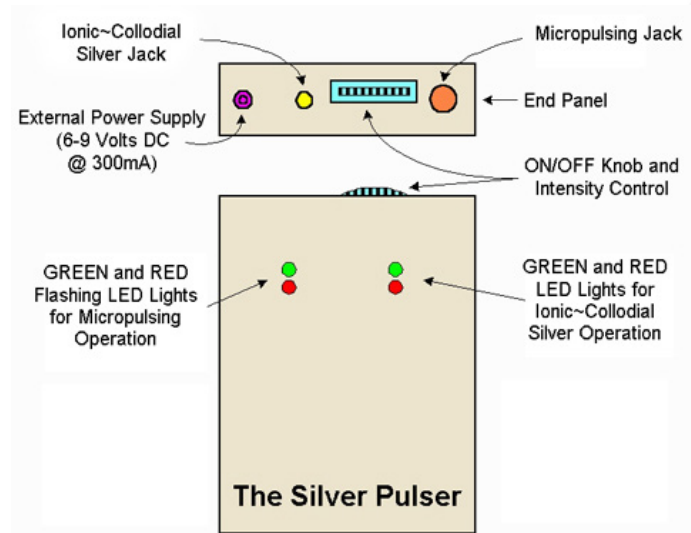 Ionic~Collodial
Silver Jack
Micropulsing Jack
External Power Supply
(6-9 Volts DC
@ 300mA)
End Panel
ON/OFF Knob and
Intensity Control
GREEN and RED
Flashing LED Lights
for Micropulsing
Operation
GREEN and RED
LED Lights for
Ionic~Collodial
Silver Operation
The Silver Pulser